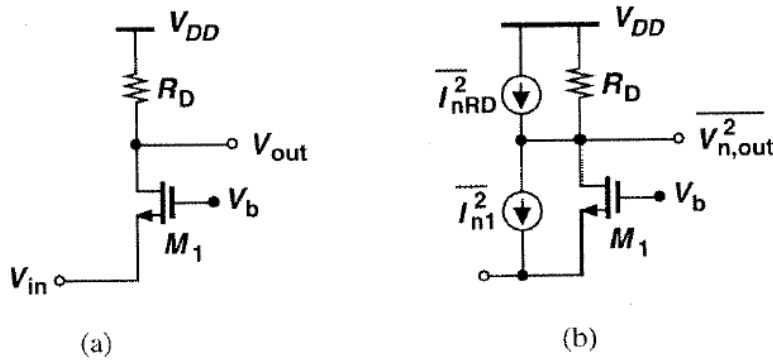 V_DD
R_D
V_out
V_b
M_1
V_in
(a)
V_DD
I²_nRD
R_D
V²_n,out
I²_n1
V_b
M_1
(b)